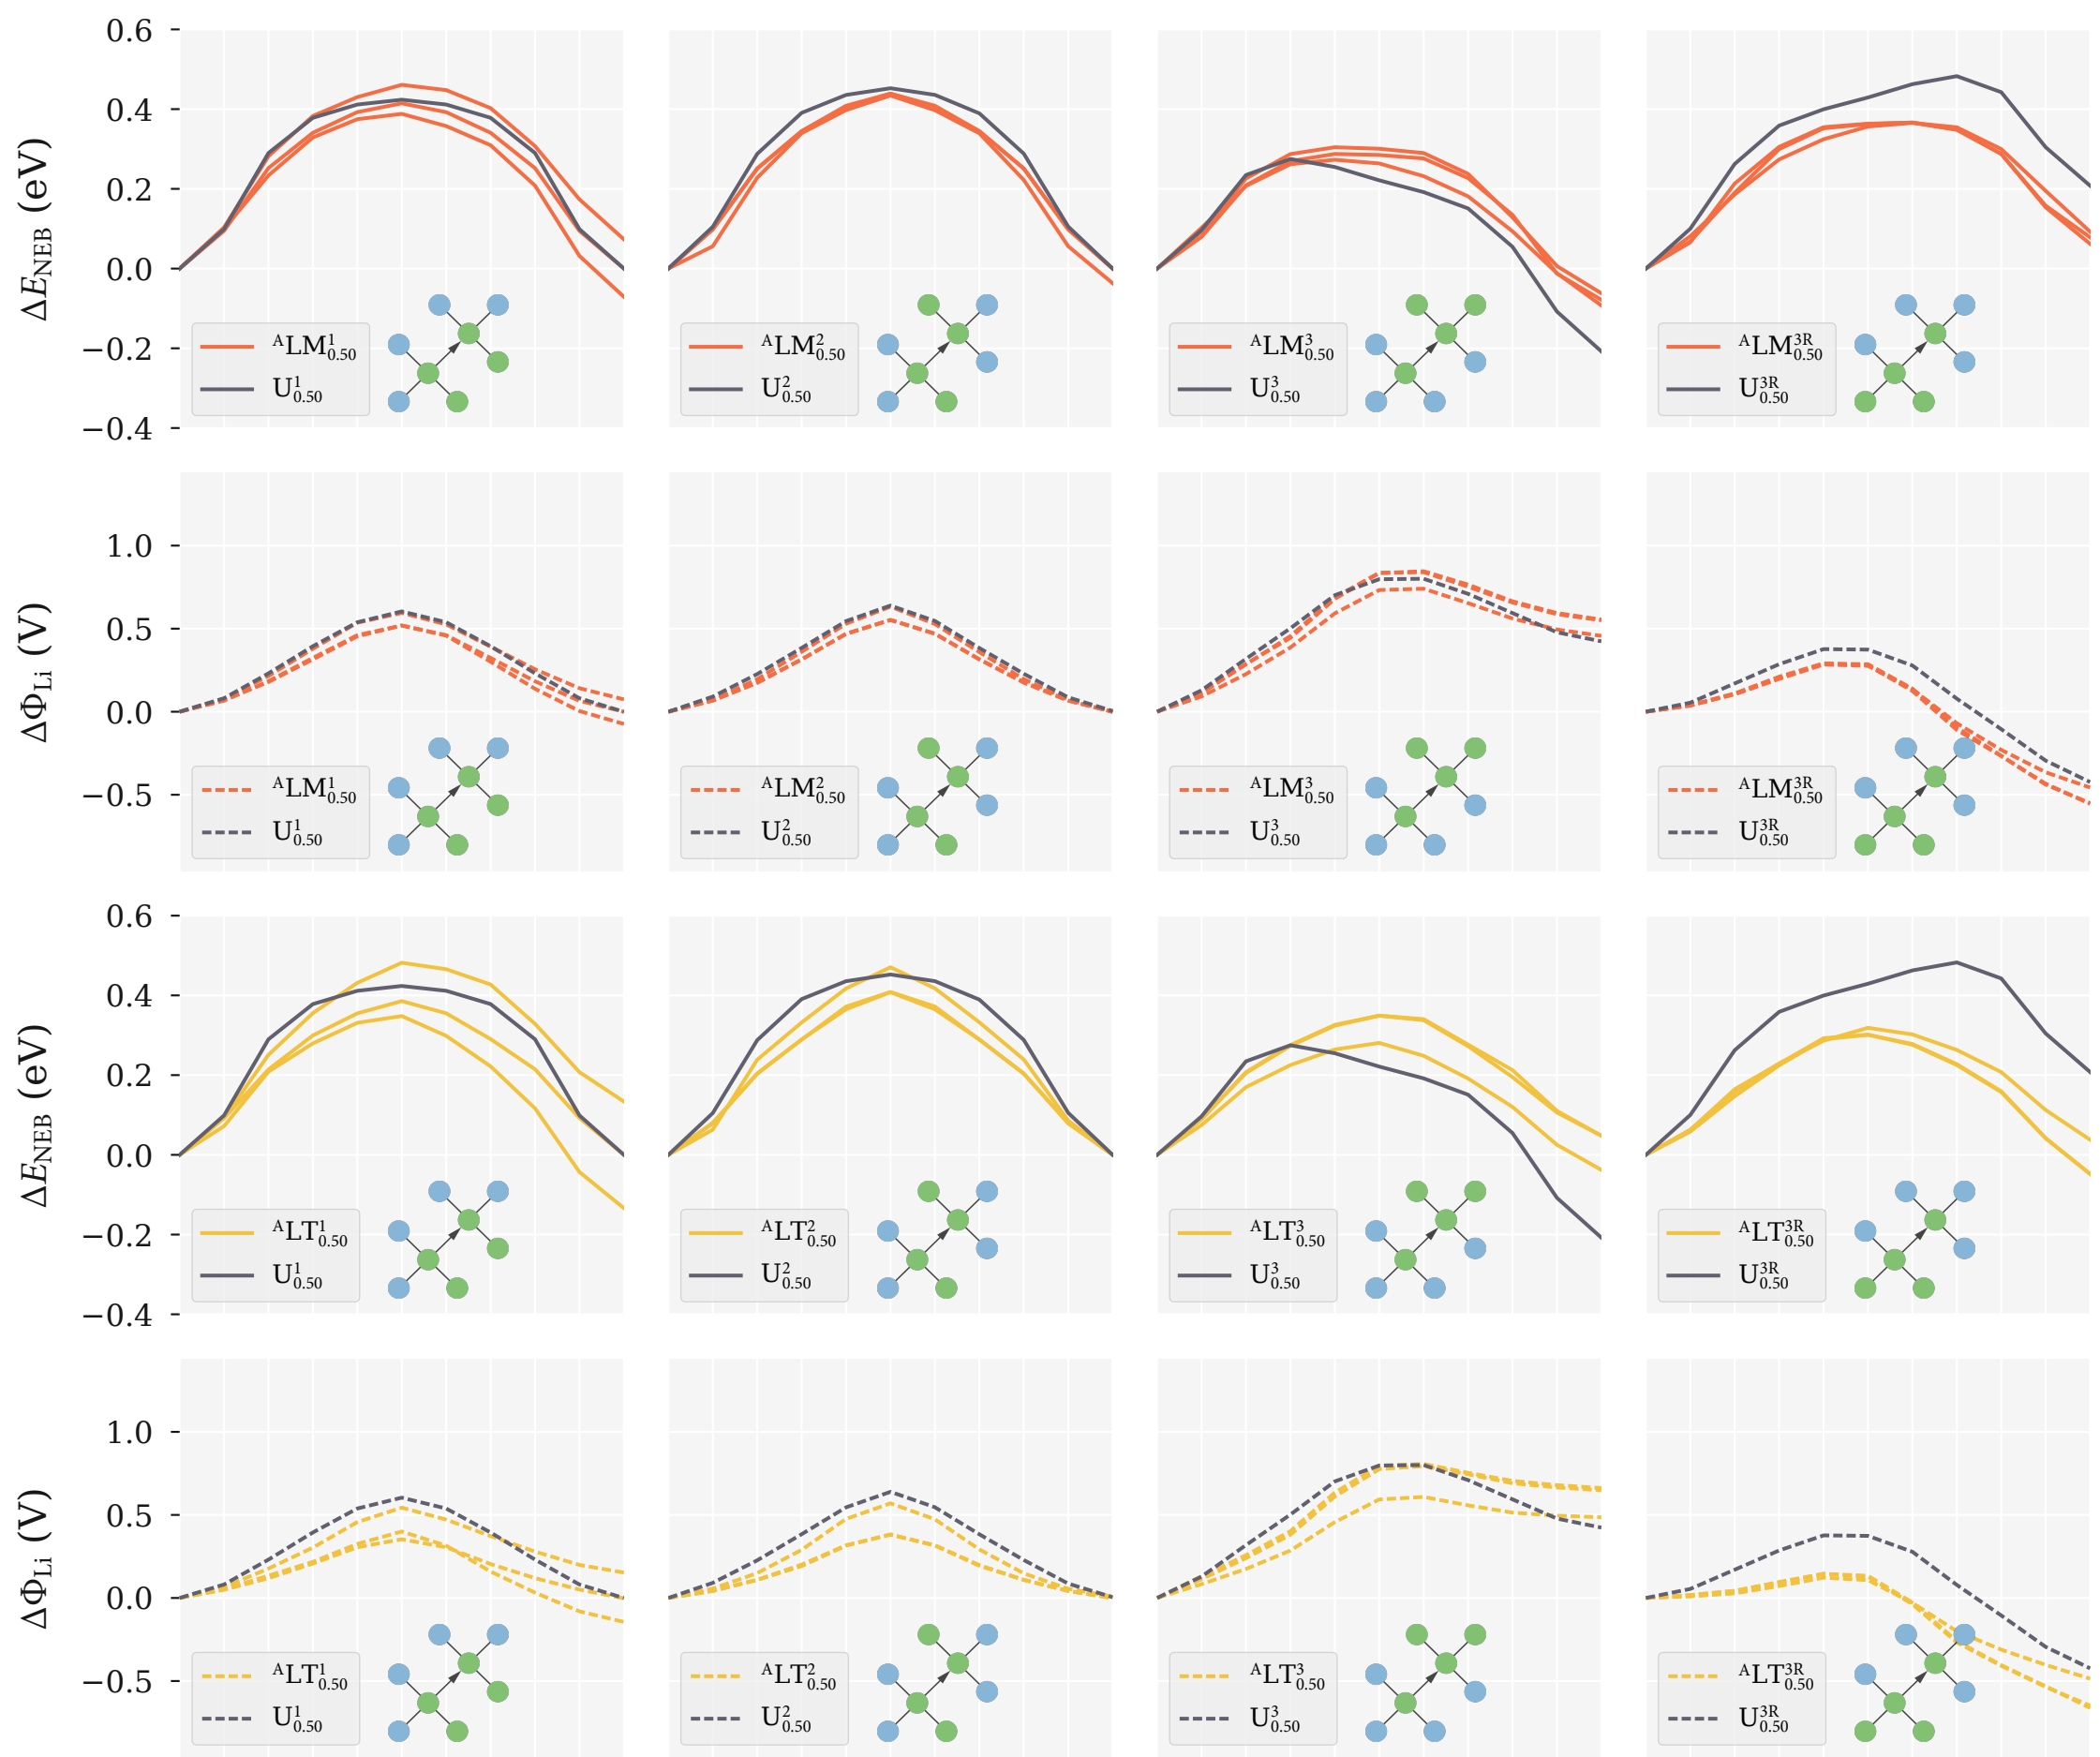 ΔE_NEB (eV)
0.6
0.4
0.2
0.0
−0.2
−0.4
ᴬLM¹₀.₅₀
U¹₀.₅₀
ᴬLM²₀.₅₀
U²₀.₅₀
ᴬLM³₀.₅₀
U³₀.₅₀
ᴬLM³ᴿ₀.₅₀
U³ᴿ₀.₅₀
ΔΦ_Li (V)
1.0
0.5
0.0
−0.5
ᴬLM¹₀.₅₀
U¹₀.₅₀
ᴬLM²₀.₅₀
U²₀.₅₀
ᴬLM³₀.₅₀
U³₀.₅₀
ᴬLM³ᴿ₀.₅₀
U³ᴿ₀.₅₀
ΔE_NEB (eV)
0.6
0.4
0.2
0.0
−0.2
−0.4
ᴬLT¹₀.₅₀
U¹₀.₅₀
ᴬLT²₀.₅₀
U²₀.₅₀
ᴬLT³₀.₅₀
U³₀.₅₀
ᴬLT³ᴿ₀.₅₀
U³ᴿ₀.₅₀
ΔΦ_Li (V)
1.0
0.5
0.0
−0.5
ᴬLT¹₀.₅₀
U¹₀.₅₀
ᴬLT²₀.₅₀
U²₀.₅₀
ᴬLT³₀.₅₀
U³₀.₅₀
ᴬLT³ᴿ₀.₅₀
U³ᴿ₀.₅₀